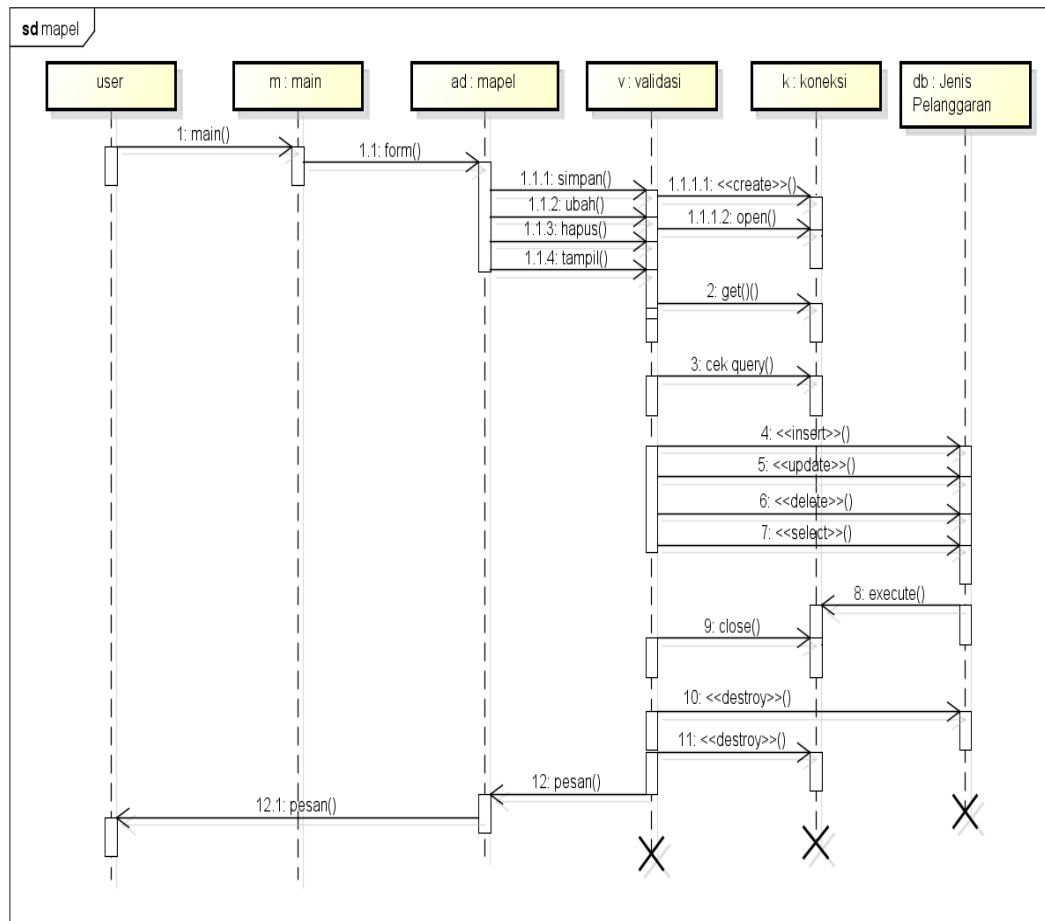 sd mapel
user
m : main
ad : mapel
v : validasi
k : koneksi
db : Jenis
Pelanggaran
1: main()
1.1: form()
1.1.1: simpan()
1.1.1.1: <<create>>()
1.1.2: ubah()
1.1.1.2: open()
1.1.3: hapus()
1.1.4: tampil()
2: get()()
3: cek query()
4: <<insert>>()
5: <<update>>()
6: <<delete>>()
7: <<select>>()
8: execute()
9: close()
10: <<destroy>>()
11: <<destroy>>()
12: pesan()
12.1: pesan()